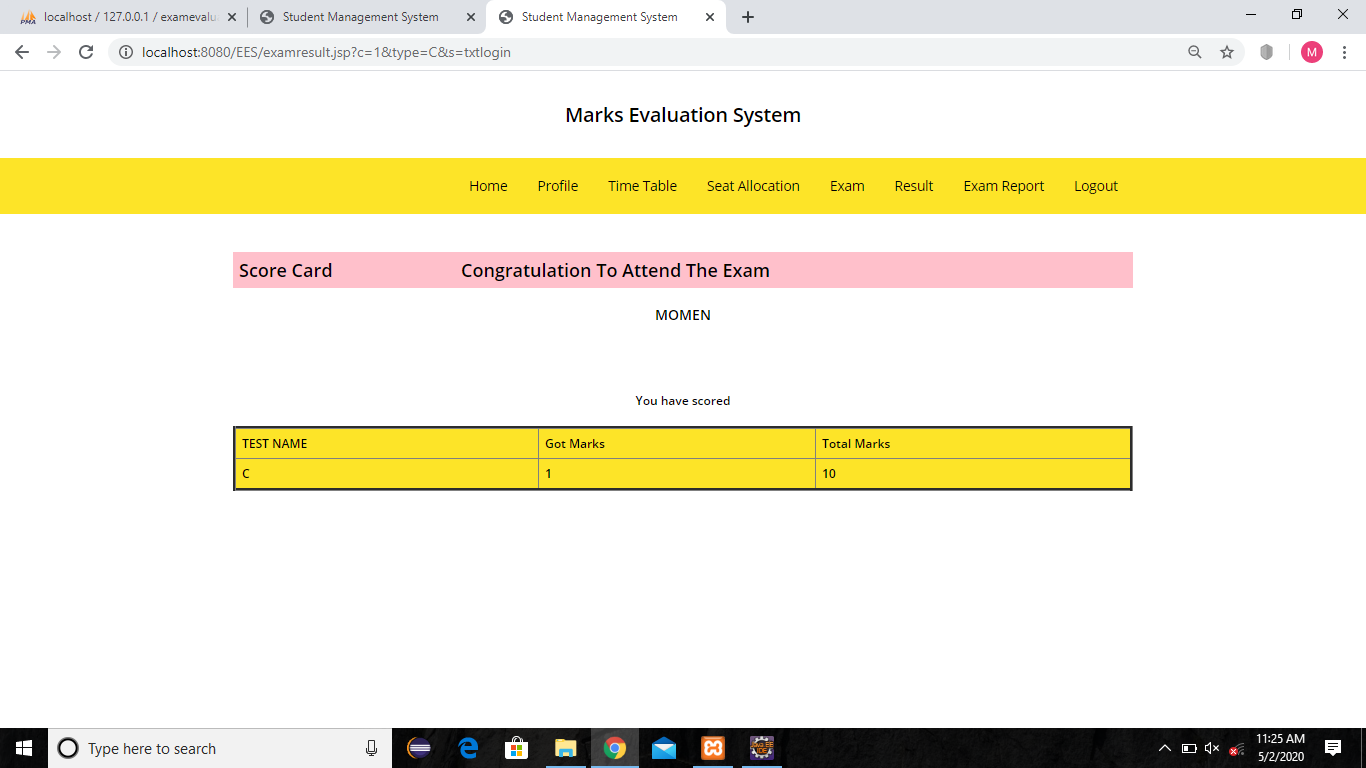 PMA localhost / 127.0.0.1 / examevalu
Student Management System
Student Management System
localhost:8080/EES/examresult.jsp?c=1&type=C&s=txtlogin
M
Marks Evaluation System
Home Profile Time Table Seat Allocation Exam Result Exam Report Logout
Score Card Congratulation To Attend The Exam
MOMEN
You have scored
TEST NAME Got Marks Total Marks
C 1 10
Type here to search
11:25 AM
5/2/2020